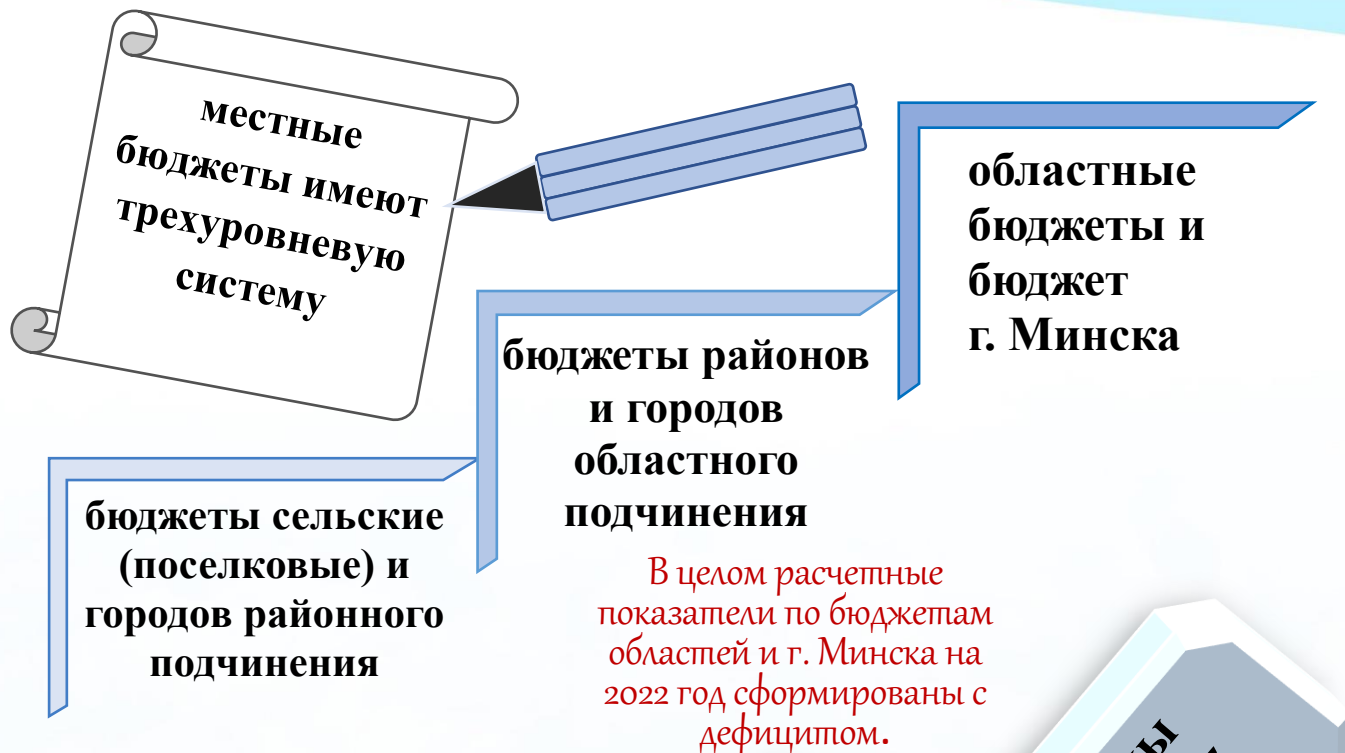 местные
бюджеты имеют
трехуровневую
систему
областные
бюджеты и
бюджет
г. Минска
бюджеты районов
и городов
областного
подчинения
бюджеты сельские
(поселковые) и
городов районного
подчинения
В целом расчетные
показатели по бюджетам
областей и г. Минска на
2022 год сформированы с
дефицитом.